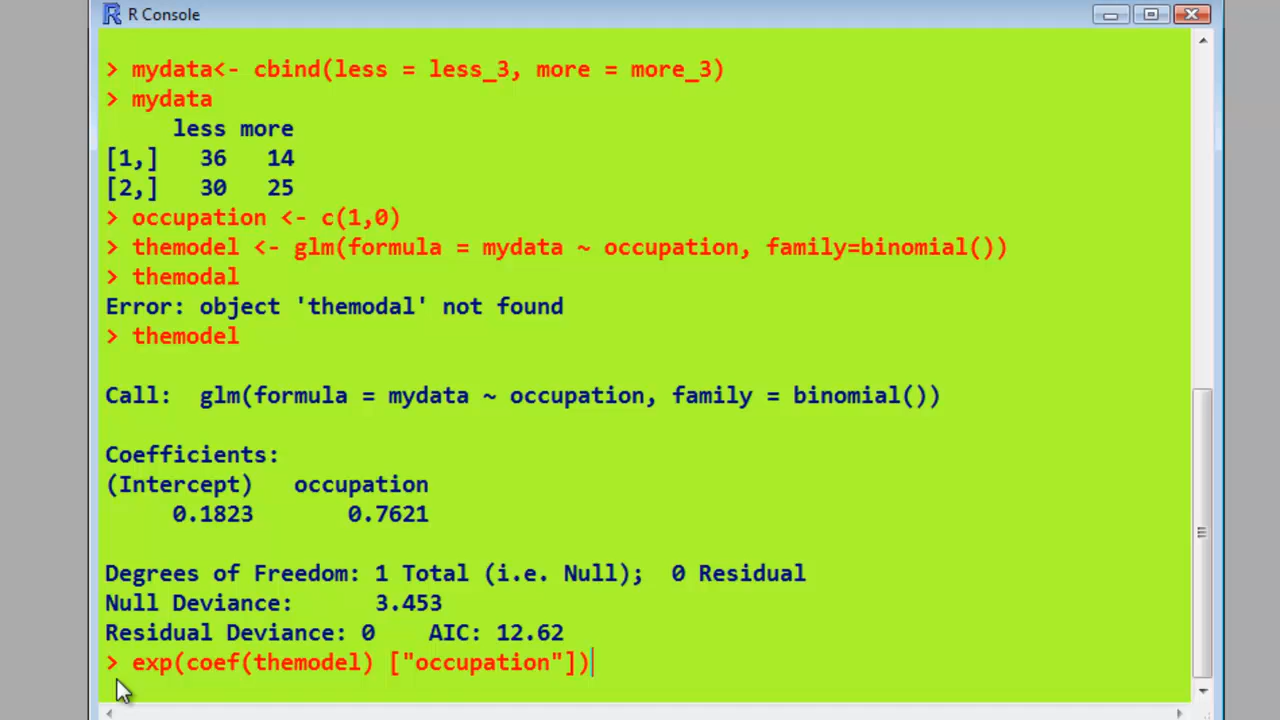 R Console
> mydata<- cbind(less = less_3, more = more_3)
> mydata
less more
[1,] 36 14
[2,] 30 25
> occupation <- c(1,0)
> themodel <- glm(formula = mydata ~ occupation, family=binomial())
> themodal
Error: object 'themodal' not found
> themodel
Call: glm(formula = mydata ~ occupation, family = binomial())
Coefficients:
(Intercept) occupation
0.1823 0.7621
Degrees of Freedom: 1 Total (i.e. Null); 0 Residual
Null Deviance: 3.453
Residual Deviance: 0 AIC: 12.62
> exp(coef(themodel) ["occupation"])